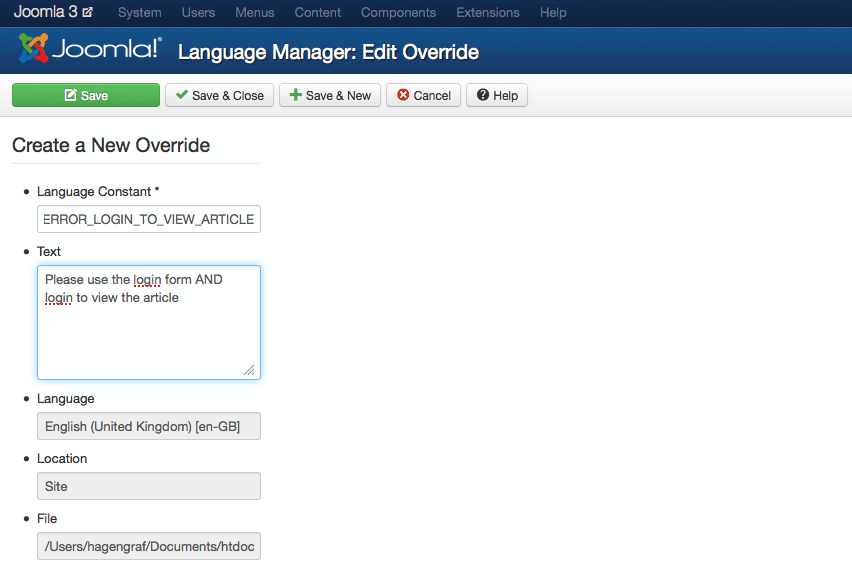 Joomla 3 System Users Menus Content Components Extensions Help
Joomla!® Language Manager: Edit Override
Save Save & Close Save & New Cancel Help
Create a New Override
Language Constant *
ERROR_LOGIN_TO_VIEW_ARTICLE
Text
Please use the login form AND
login to view the article
Language
English (United Kingdom) [en-GB]
Location
Site
File
/Users/hagengraf/Documents/htdoc